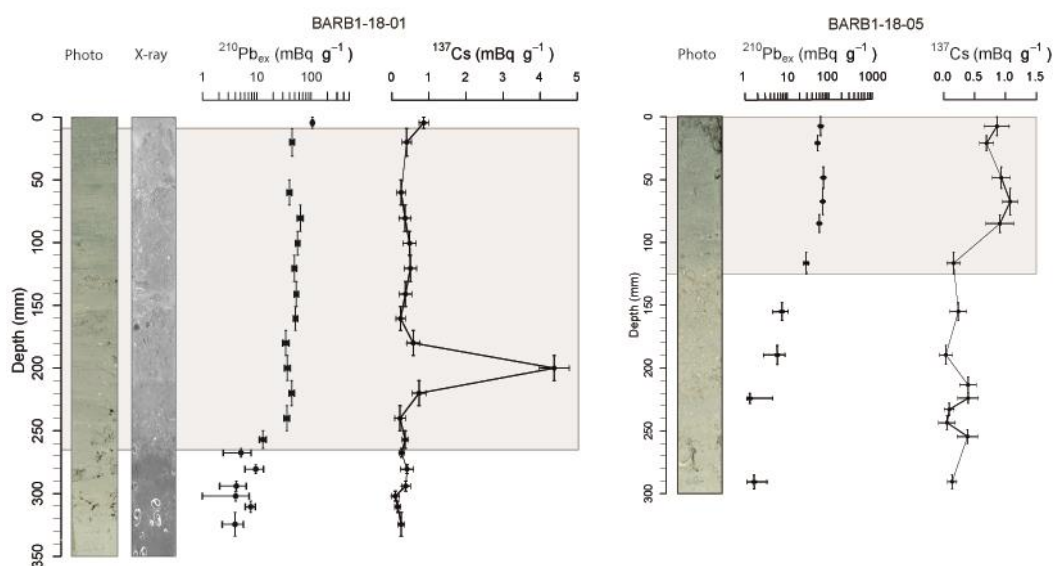 BARB1-18-01
Photo X-ray ²¹⁰Pbₑₓ (mBq g⁻¹) ¹³⁷Cs (mBq g⁻¹)
1 10 100
0 1 2 3 4 5
Depth (mm)
0
50
100
150
200
250
300
350
BARB1-18-05
Photo ²¹⁰Pbₑₓ (mBq g⁻¹) ¹³⁷Cs (mBq g⁻¹)
1 10 100 1000
0.0 0.5 1.0 1.5
Depth (mm)
0
50
100
150
200
250
300